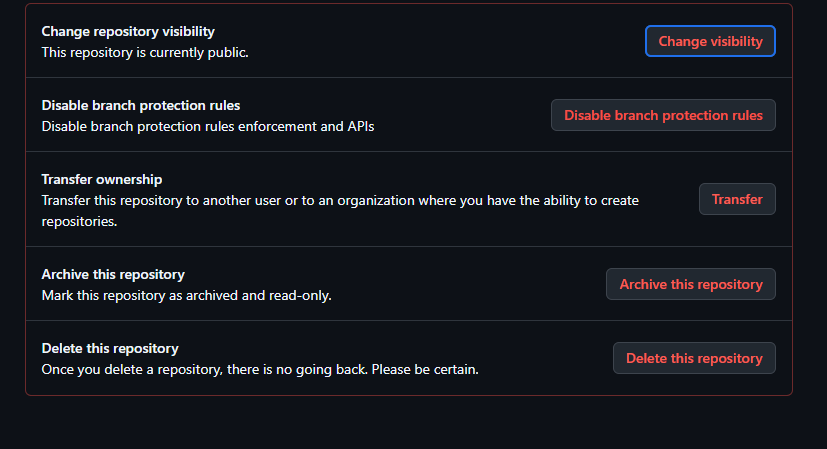 Change repository visibility
This repository is currently public.
Change visibility
Disable branch protection rules
Disable branch protection rules enforcement and APIs
Disable branch protection rules
Transfer ownership
Transfer this repository to another user or to an organization where you have the ability to create
repositories.
Transfer
Archive this repository
Mark this repository as archived and read-only.
Archive this repository
Delete this repository
Once you delete a repository, there is no going back. Please be certain.
Delete this repository